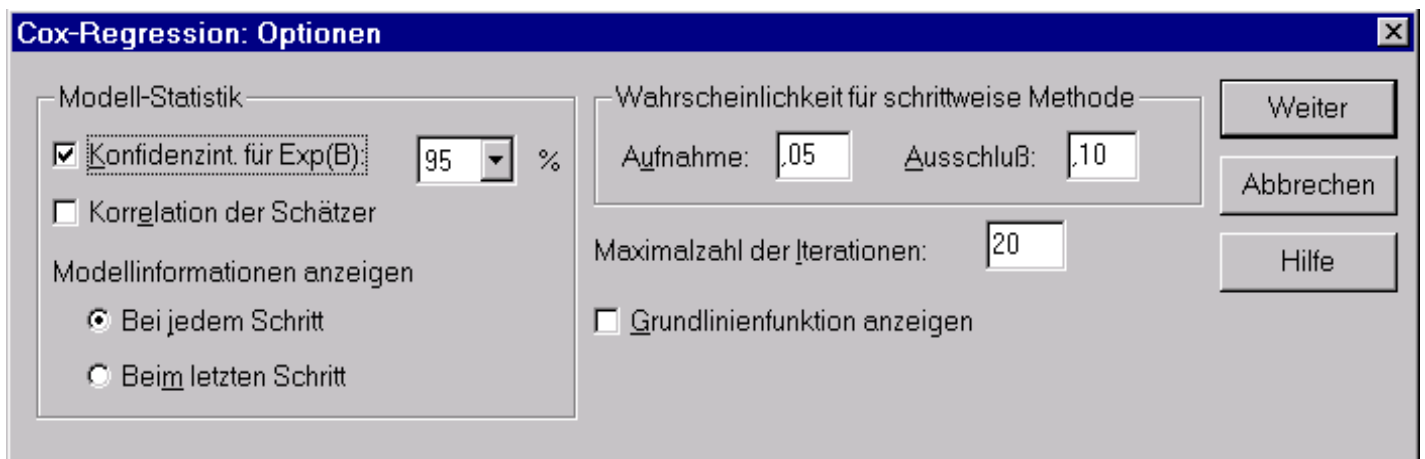 Cox-Regression: Optionen
Modell-Statistik
Konfidenzint. für Exp(B): 95 %
Korrelation der Schätzer
Modellinformationen anzeigen
Bei jedem Schritt
Beim letzten Schritt
Wahrscheinlichkeit für schrittweise Methode
Aufnahme: ,05 Ausschluß: ,10
Maximalzahl der Iterationen: 20
Grundlinienfunktion anzeigen
Weiter
Abbrechen
Hilfe